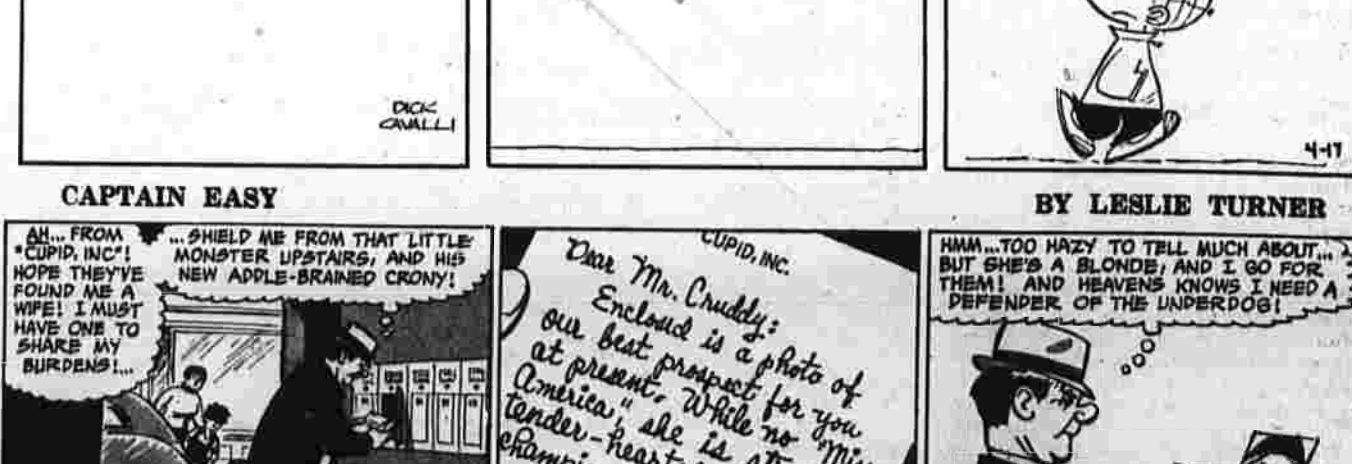 DICK
CAVALLI
4-17
CAPTAIN EASY
BY LESLIE TURNER
AH... FROM
"CUPID, INC"!
HOPE THEY'VE
FOUND ME A
WIFE! I MUST
HAVE ONE TO
SHARE MY
BURDENS!...
...SHIELD ME FROM THAT LITTLE
MONSTER UPSTAIRS, AND HIS
NEW ADDLE-BRAINED CRONY!
CUPID, INC.
Dear Mr. Cruddy:
Enclosd is a photo of
our best prospect for you
at present. While no "Miss
America," she is
tender-heart
HMM...TOO HAZY TO TELL MUCH ABOUT...
BUT SHE'S A BLONDE, AND I GO FOR
THEM! AND HEAVENS KNOWS I NEED A
DEFENDER OF THE UNDERDOG!